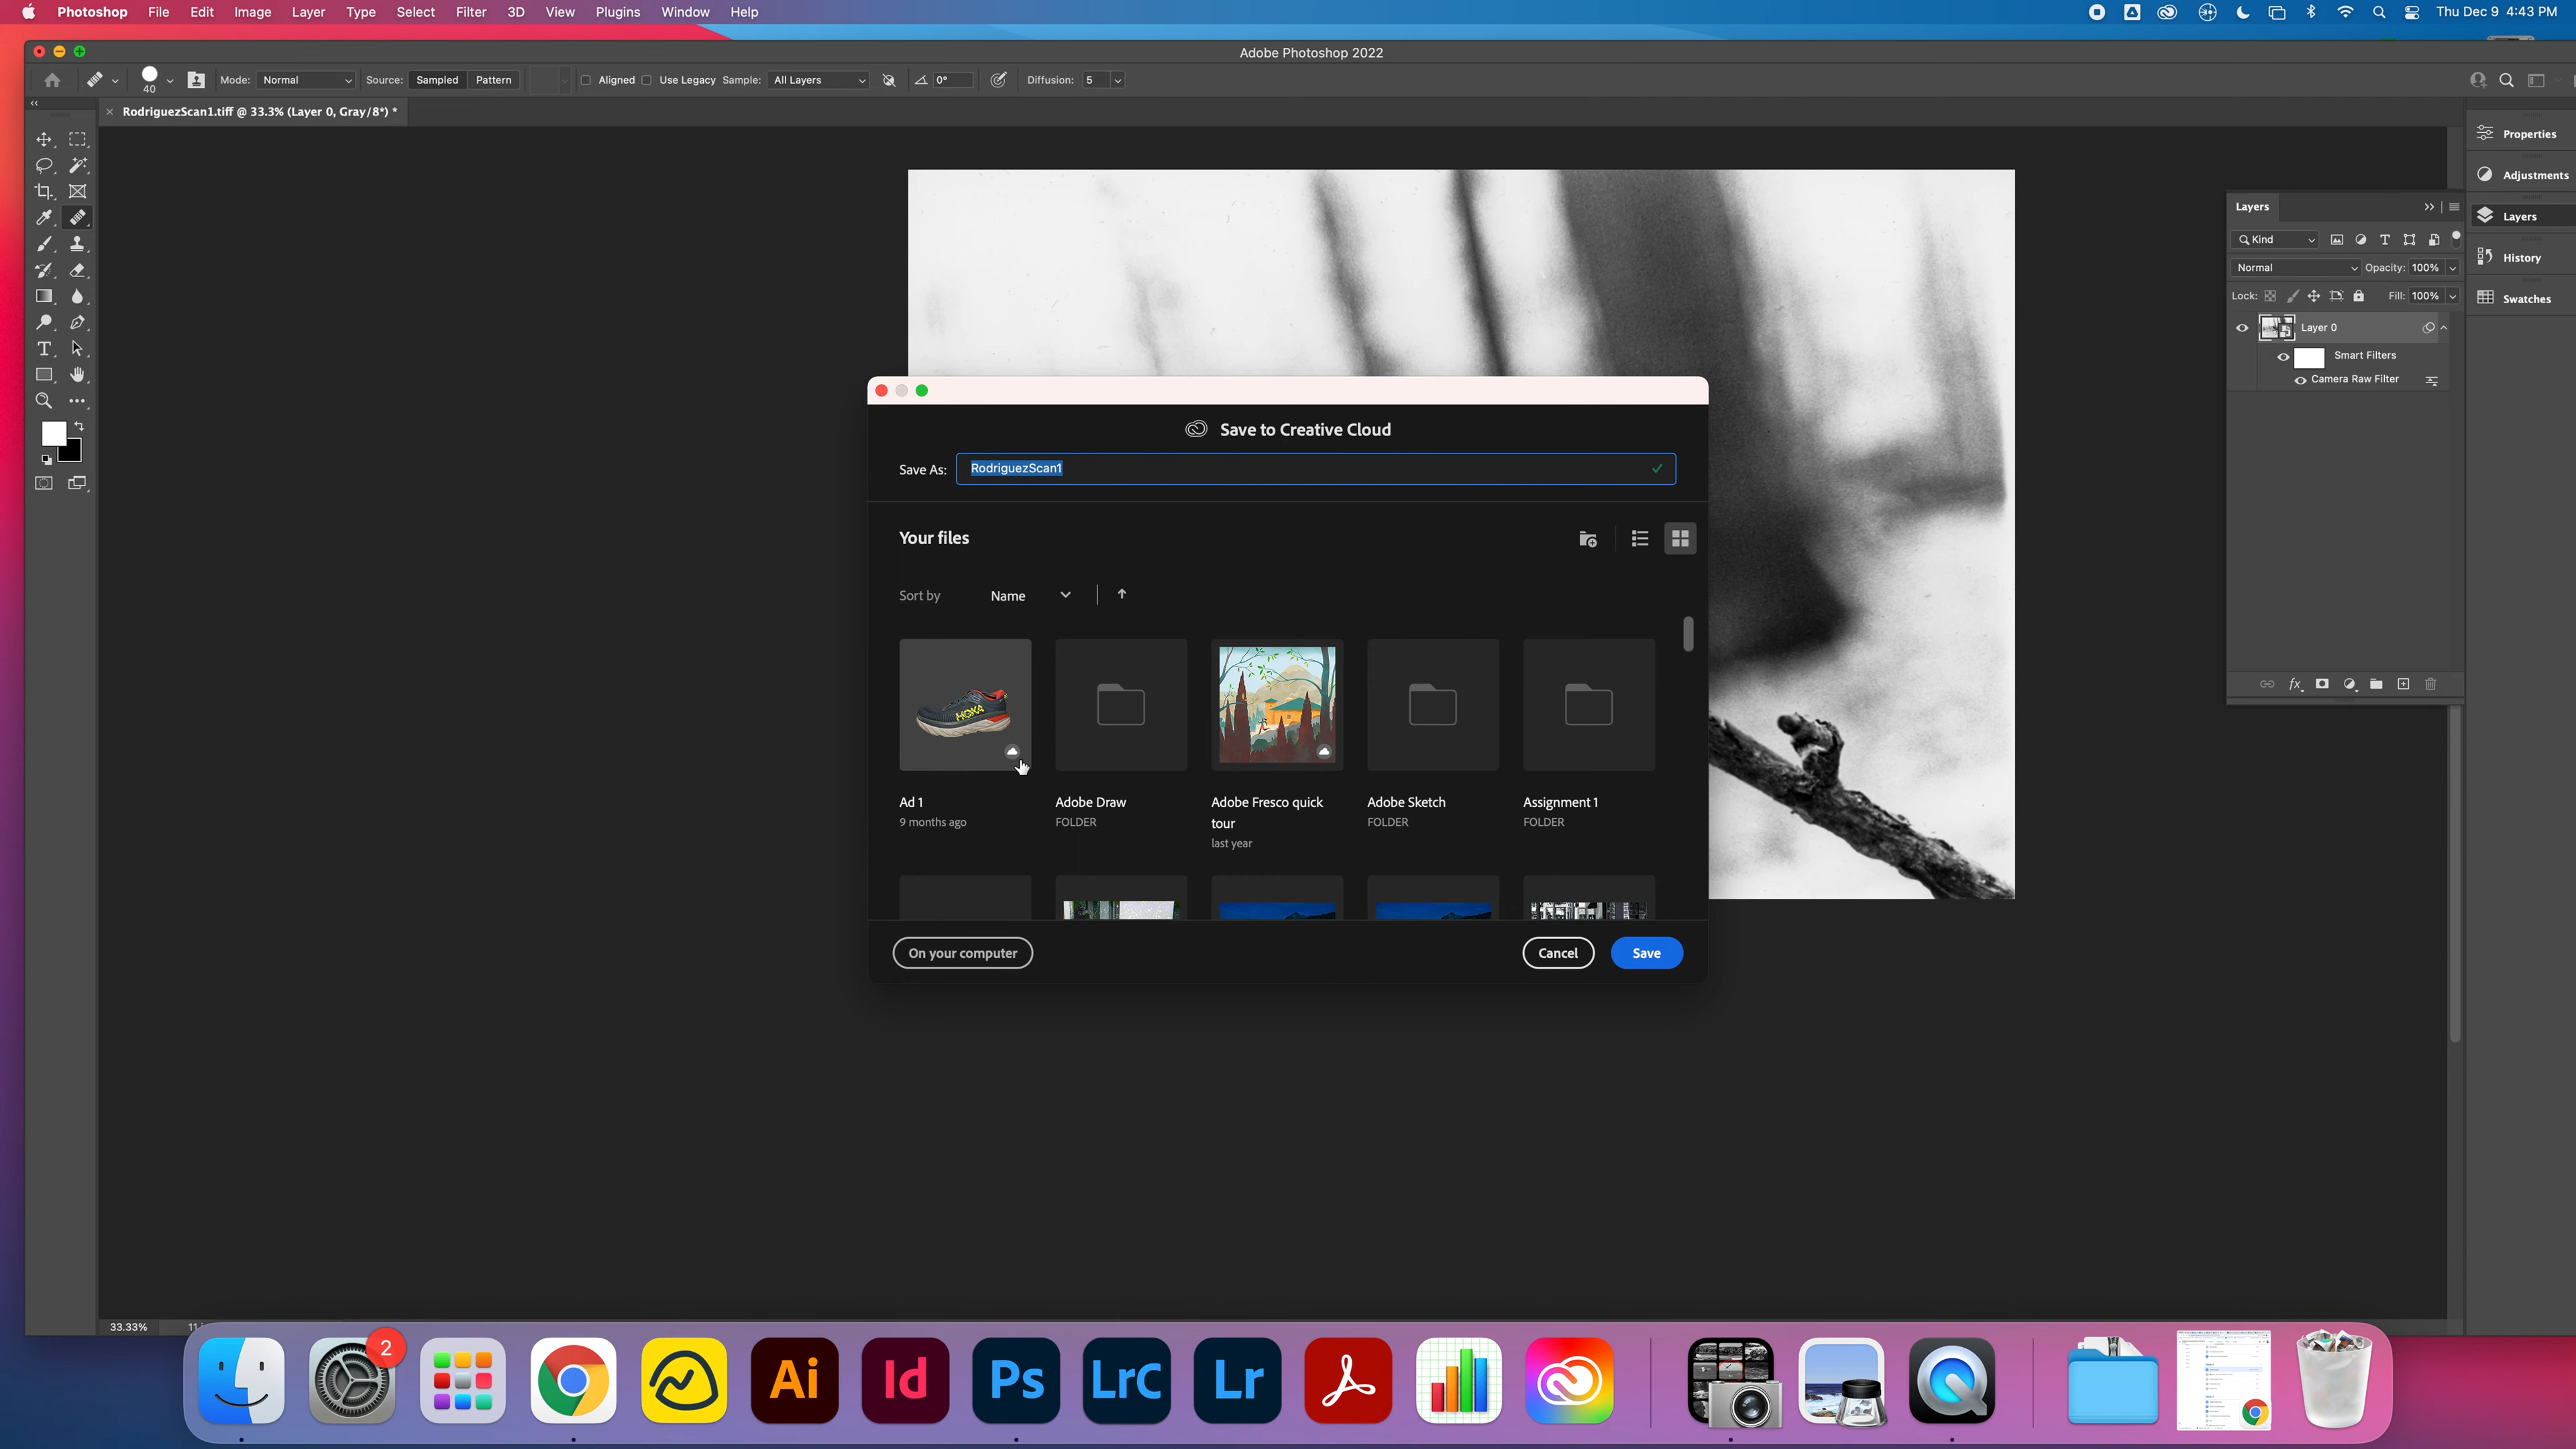 Photoshop File Edit Image Layer Type Select Filter 3D View Plugins Window Help Thu Dec 9 4:43 PM
Adobe Photoshop 2022
40 Mode: Normal Source: Sampled Pattern Aligned Use Legacy Sample: All Layers 0° Diffusion: 5
RodriguezScan1.tiff @ 33.3% (Layer 0, Gray/8*) *
Properties
Adjustments
Layers
History
Swatches
Layers
Kind
Normal Opacity: 100%
Lock: Fill: 100%
Layer 0
Smart Filters
Camera Raw Filter
fx
T
Save to Creative Cloud
Save As: RodriguezScan1
Your files
Sort by Name
HOKA
Ad 1
9 months ago
Adobe Draw
FOLDER
Adobe Fresco quick
tour
last year
Adobe Sketch
FOLDER
Assignment 1
FOLDER
On your computer Cancel Save
33.33%
2
Ai Id Ps LrC Lr